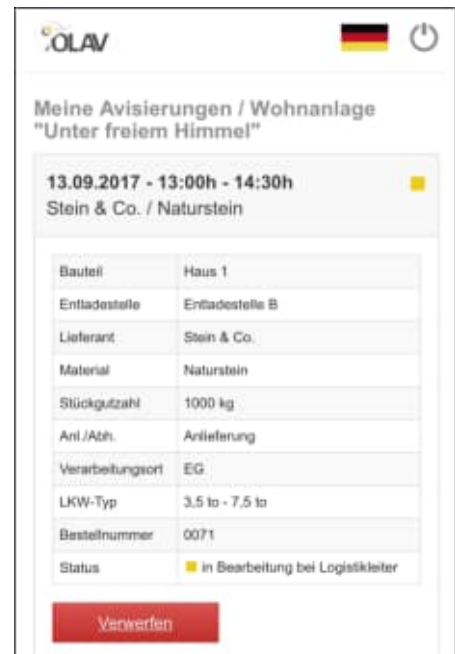 OLAV
Meine Avisierungen / Wohnanlage
"Unter freiem Himmel"
13.09.2017 - 13:00h - 14:30h
Stein & Co. / Naturstein
Bauteil Haus 1
Entladestelle Entladestelle B
Lieferant Stein & Co.
Material Naturstein
Stückgutzahl 1000 kg
Anl./Abh. Anlieferung
Verarbeitungsort EG
LKW-Typ 3,5 to - 7,5 to
Bestellnummer 0071
Status in Bearbeitung bei Logistikleiter
Verwerfen